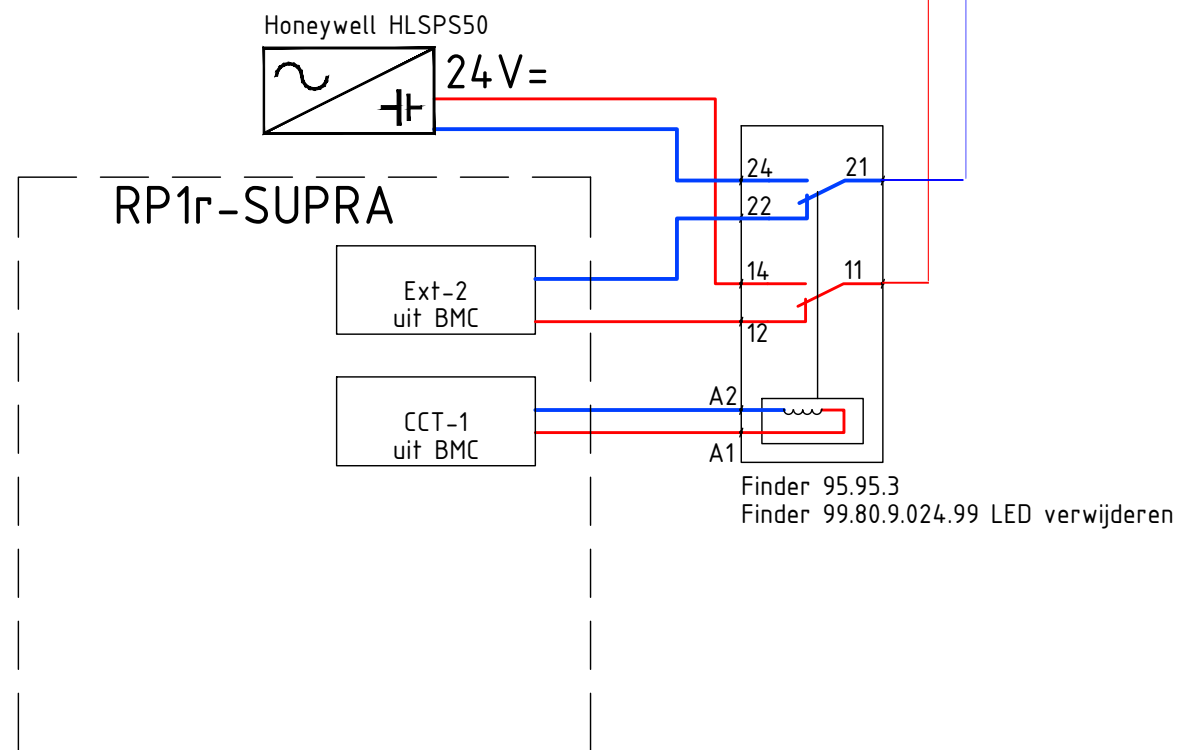 Honeywell HLSPS50
24V=
RP1r-SUPRA
24
21
22
14
11
12
Ext-2
uit BMC
CCT-1
uit BMC
A2
A1
Finder 95.95.3
Finder 99.80.9.024.99 LED verwijderen